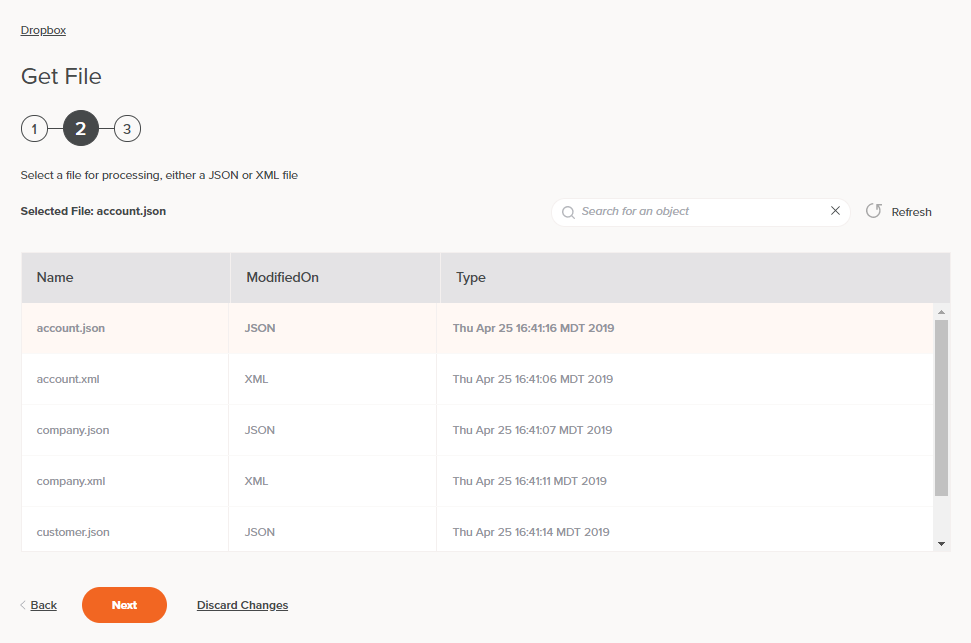 Dropbox
Get File
1 2 3
Select a file for processing, either a JSON or XML file
Selected File: account.json
Search for an object
Refresh
Name ModifiedOn Type
account.json JSON Thu Apr 25 16:41:16 MDT 2019
account.xml XML Thu Apr 25 16:41:06 MDT 2019
company.json JSON Thu Apr 25 16:41:07 MDT 2019
company.xml XML Thu Apr 25 16:41:11 MDT 2019
customer.json JSON Thu Apr 25 16:41:14 MDT 2019
Back Next Discard Changes